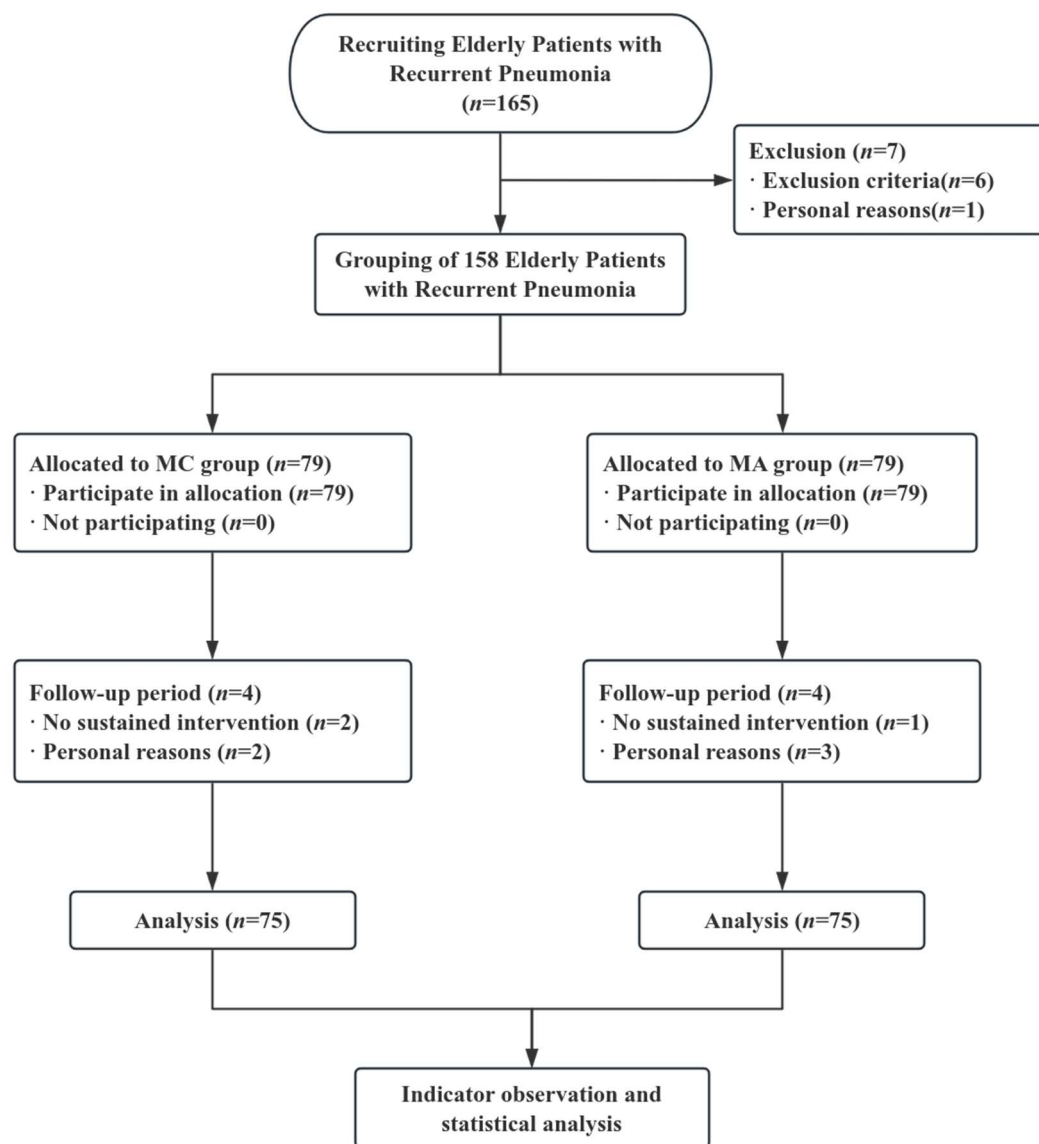 Recruiting Elderly Patients with
Recurrent Pneumonia
(n=165)
Exclusion (n=7)
· Exclusion criteria(n=6)
· Personal reasons(n=1)
Grouping of 158 Elderly Patients
with Recurrent Pneumonia
Allocated to MC group (n=79)
· Participate in allocation (n=79)
· Not participating (n=0)
Allocated to MA group (n=79)
· Participate in allocation (n=79)
· Not participating (n=0)
Follow-up period (n=4)
· No sustained intervention (n=2)
· Personal reasons (n=2)
Follow-up period (n=4)
· No sustained intervention (n=1)
· Personal reasons (n=3)
Analysis (n=75)
Analysis (n=75)
Indicator observation and
statistical analysis